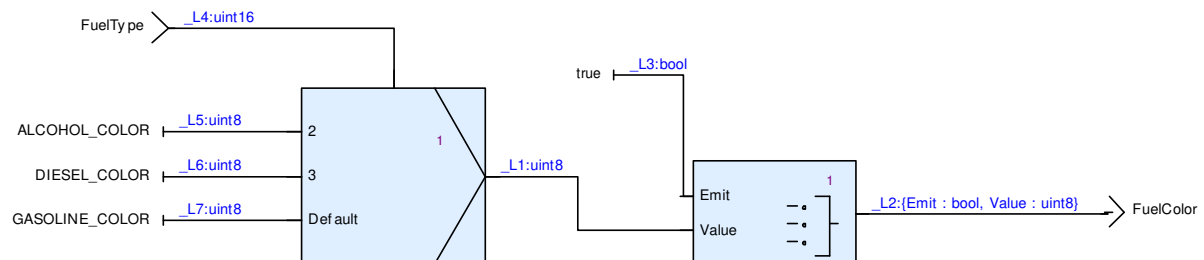 FuelType
_L4:uint16
true
_L3:bool
ALCOHOL_COLOR
_L5:uint8
2
1
DIESEL_COLOR
_L6:uint8
3
_L1:uint8
GASOLINE_COLOR
_L7:uint8
Default
Emit
1
Value
_L2:{Emit : bool, Value : uint8}
FuelColor